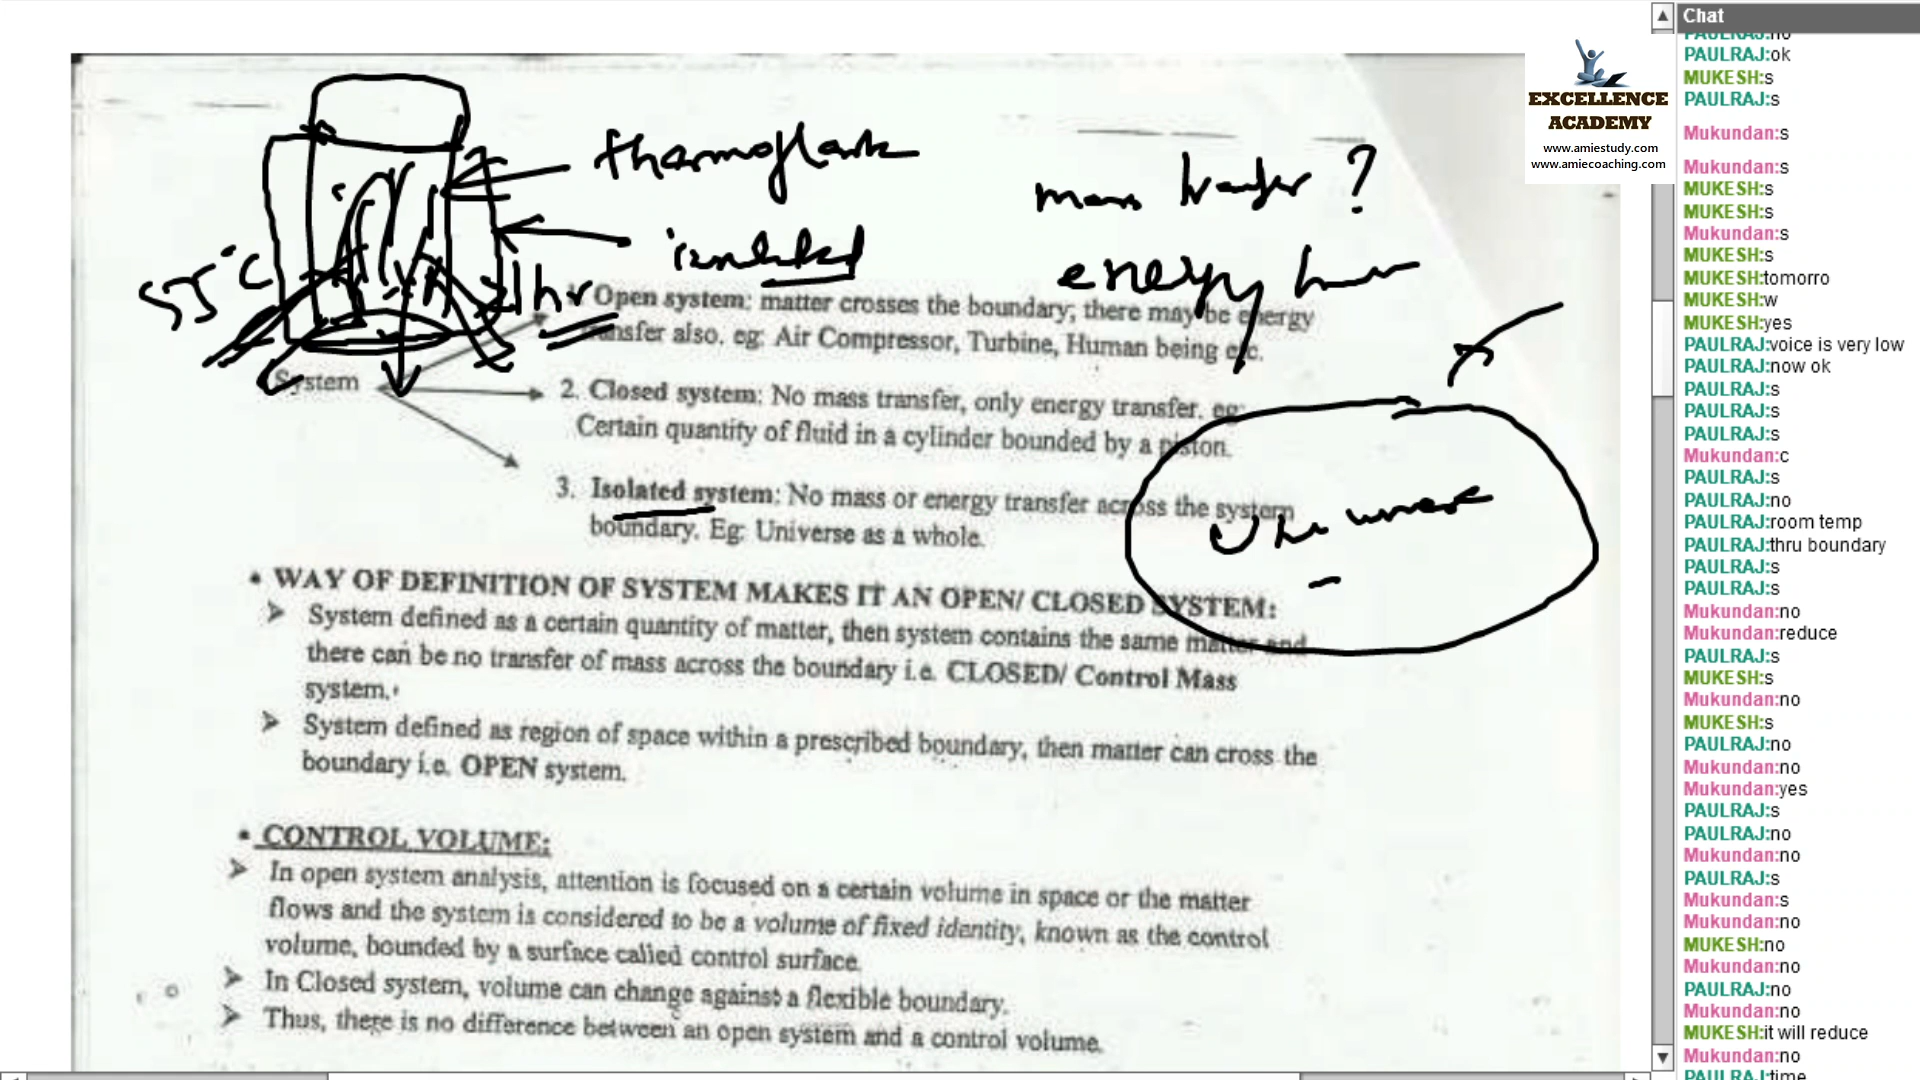 thermoflask
mass transfer ?
insulated
energy
55°C
1hr
1. Open system: matter crosses the boundary; there may be energy
transfer also. eg: Air Compressor, Turbine, Human being etc.
System
2. Closed system: No mass transfer, only energy transfer. eg:
Certain quantity of fluid in a cylinder bounded by a piston.
3. Isolated system: No mass or energy transfer across the system
boundary. Eg: Universe as a whole.
Universe
• WAY OF DEFINITION OF SYSTEM MAKES IT AN OPEN/ CLOSED SYSTEM:
➢ System defined as a certain quantity of matter, then system contains the same matter and
there can be no transfer of mass across the boundary i.e. CLOSED/ Control Mass
system.
➢ System defined as region of space within a prescribed boundary, then matter can cross the
boundary i.e. OPEN system.
• CONTROL VOLUME:
➢ In open system analysis, attention is focused on a certain volume in space or the matter
flows and the system is considered to be a volume of fixed identity, known as the control
volume, bounded by a surface called control surface.
➢ In Closed system, volume can change against a flexible boundary.
➢ Thus, there is no difference between an open system and a control volume.
EXCELLENCE
ACADEMY
www.amiestudy.com
www.amiecoaching.com
Chat
PAULRAJ:no
PAULRAJ:ok
MUKESH:s
PAULRAJ:s
Mukundan:s
Mukundan:s
MUKESH:s
MUKESH:s
Mukundan:s
MUKESH:s
MUKESH:tomorro
MUKESH:w
MUKESH:yes
PAULRAJ:voice is very low
PAULRAJ:now ok
PAULRAJ:s
PAULRAJ:s
PAULRAJ:s
Mukundan:c
PAULRAJ:s
PAULRAJ:no
PAULRAJ:room temp
PAULRAJ:thru boundary
PAULRAJ:s
PAULRAJ:s
Mukundan:no
Mukundan:reduce
PAULRAJ:s
MUKESH:s
Mukundan:no
MUKESH:s
PAULRAJ:no
Mukundan:no
Mukundan:yes
PAULRAJ:s
PAULRAJ:no
Mukundan:no
PAULRAJ:s
Mukundan:s
Mukundan:no
MUKESH:no
Mukundan:no
PAULRAJ:no
Mukundan:no
MUKESH:it will reduce
Mukundan:no
PAULRAJ:time